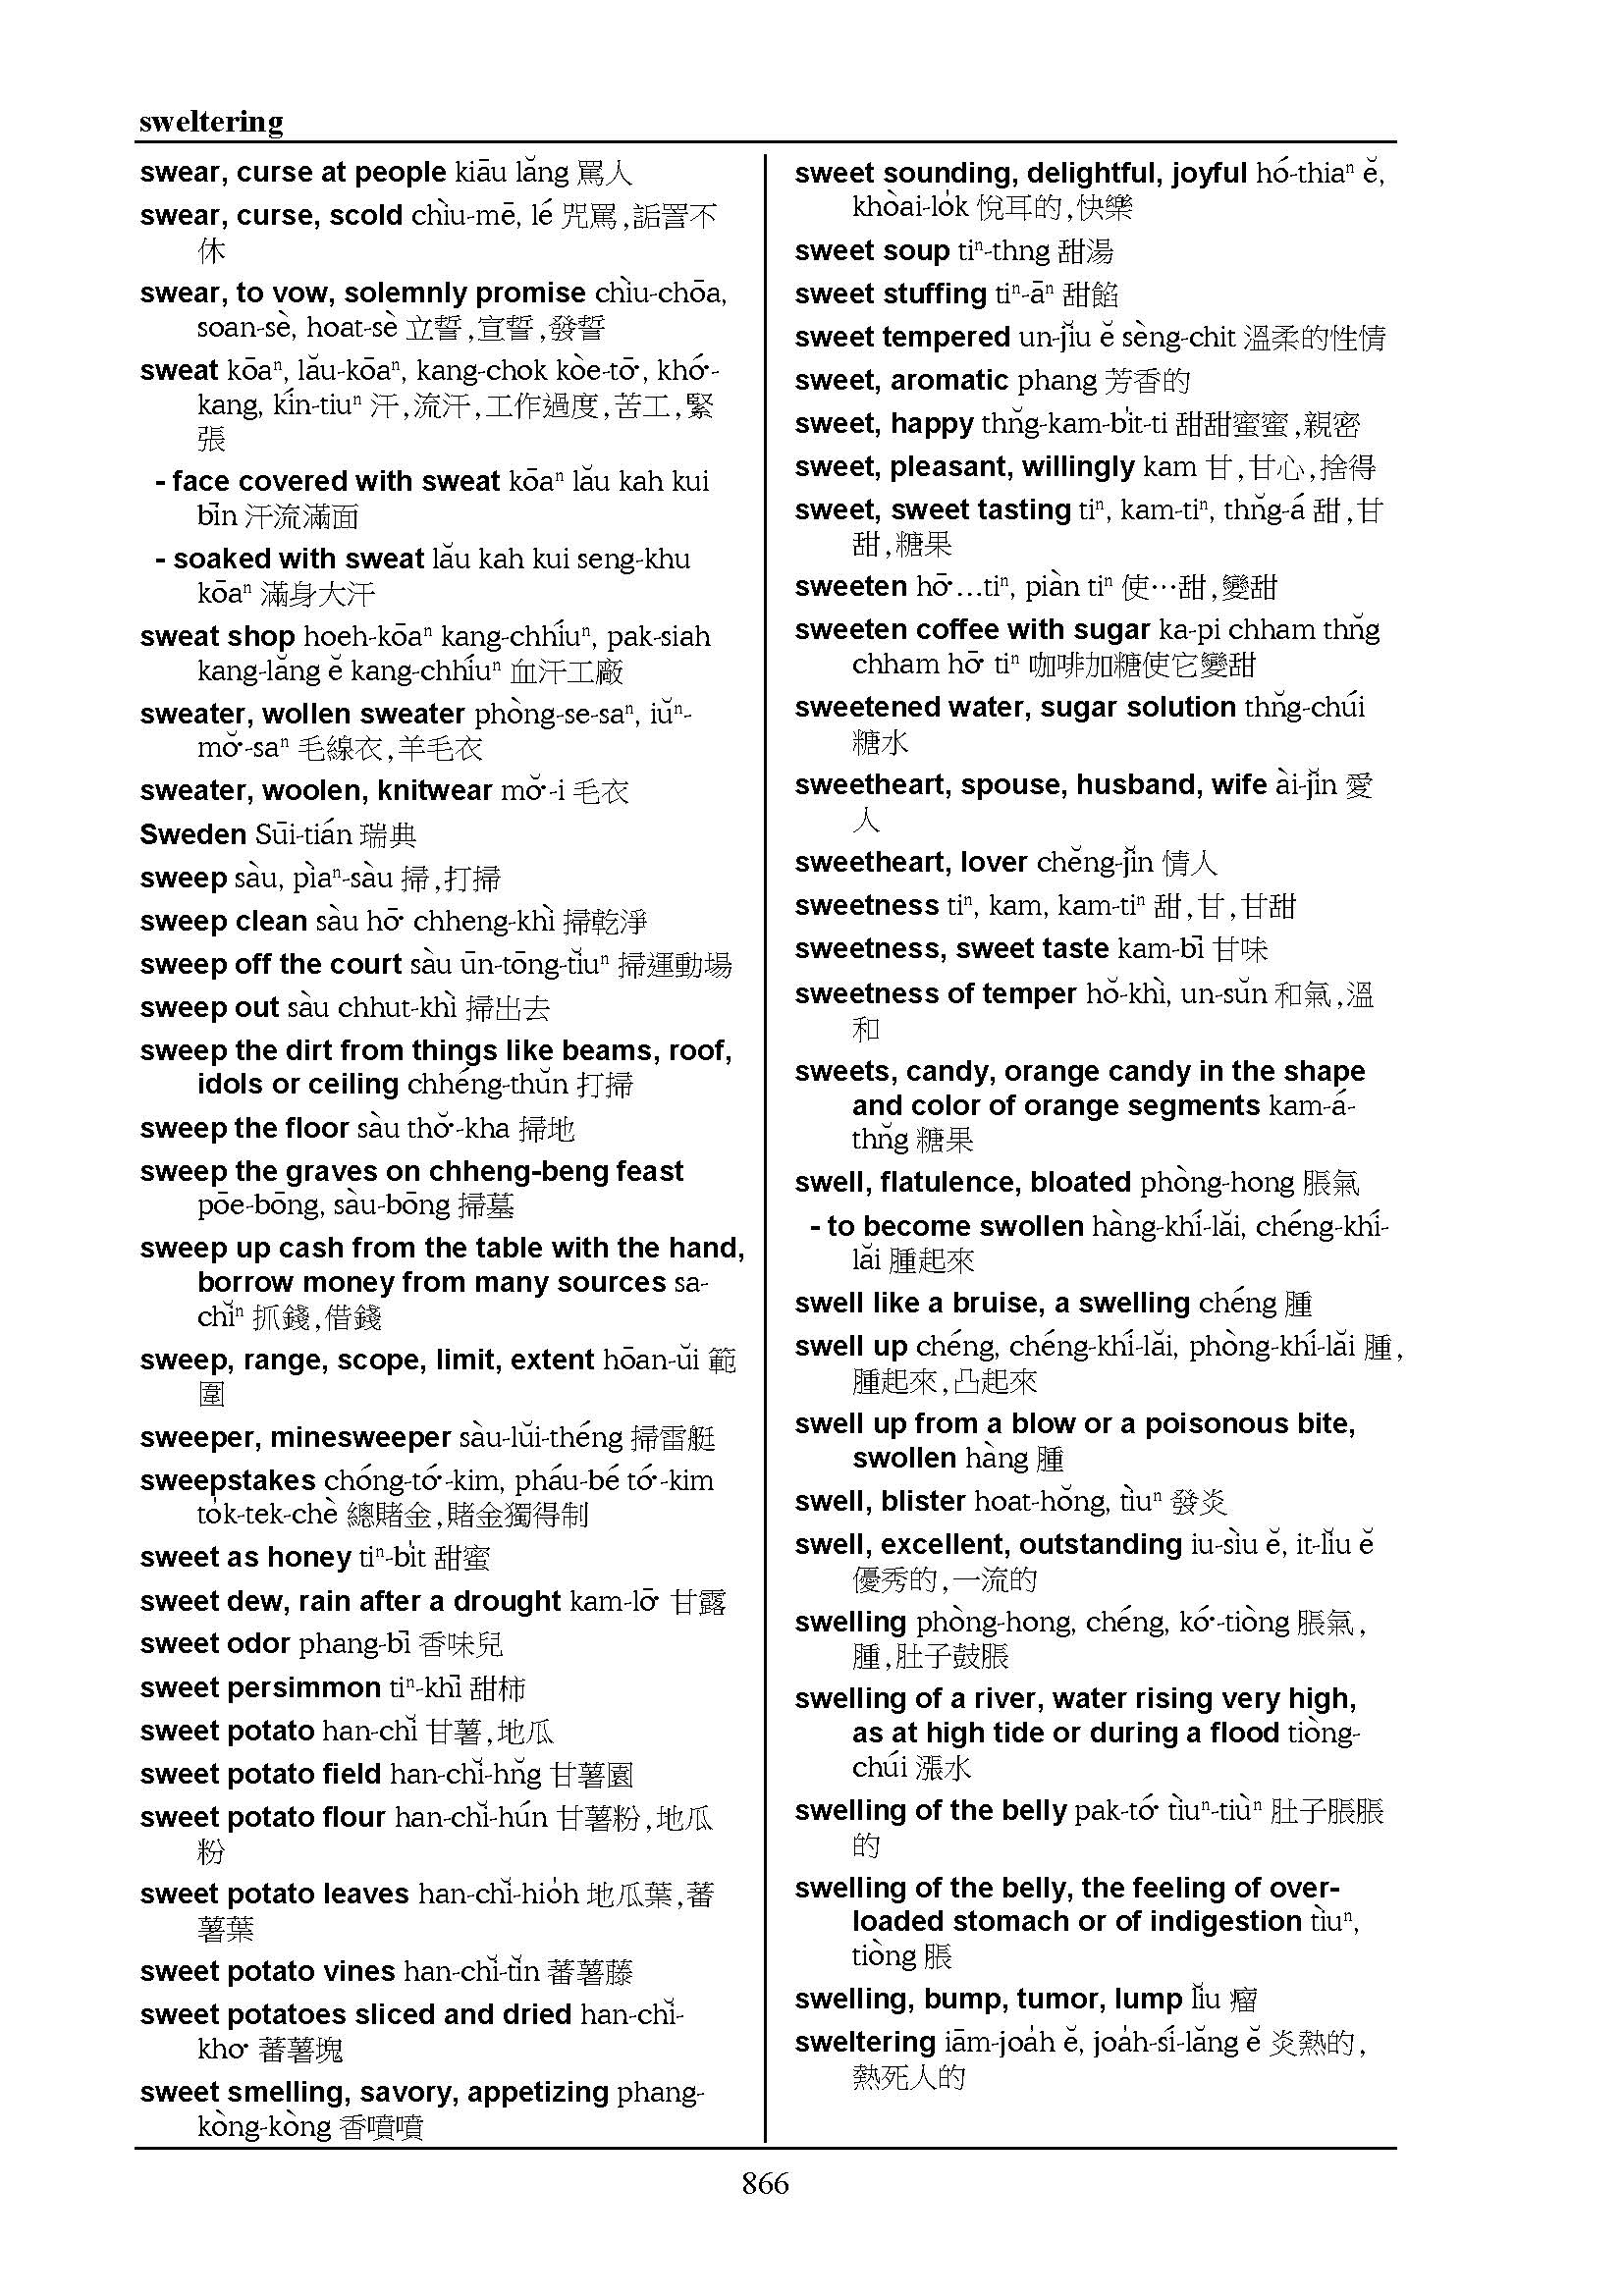 sweltering
swear, curse at people kiāu lăng 罵人
swear, curse, scold chìu-mē, lé 咒罵,詬詈不
休
swear, to vow, solemnly promise chìu-chōa,
soan-sè, hoat-sè 立誓,宣誓,發誓
sweat kōaⁿ, lău-kōaⁿ, kang-chok kòe-tō͘, khó͘-
kang, kín-tiuⁿ 汗,流汗,工作過度,苦工,緊
張
- face covered with sweat kōaⁿ lău kah kui
bīn 汗流滿面
- soaked with sweat lău kah kui seng-khu
kōaⁿ 滿身大汗
sweat shop hoeh-kōaⁿ kang-chhíuⁿ, pak-siah
kang-lăng ĕ kang-chhíuⁿ 血汗工廠
sweater, wollen sweater phòng-se-saⁿ, iŭⁿ-
mŏ͘-saⁿ 毛線衣,羊毛衣
sweater, woolen, knitwear mŏ͘-i 毛衣
Sweden Sūi-tián 瑞典
sweep sàu, pìaⁿ-sàu 掃,打掃
sweep clean sàu hō͘ chheng-khì 掃乾淨
sweep off the court sàu ūn-tōng-tĭuⁿ 掃運動場
sweep out sàu chhut-khì 掃出去
sweep the dirt from things like beams, roof,
idols or ceiling chhéng-thŭn 打掃
sweep the floor sàu thŏ͘-kha 掃地
sweep the graves on chheng-beng feast
pōe-bōng, sàu-bōng 掃墓
sweep up cash from the table with the hand,
borrow money from many sources sa-
chĭⁿ 抓錢,借錢
sweep, range, scope, limit, extent hōan-ŭi 範
圍
sweeper, minesweeper sàu-lŭi-théng 掃雷艇
sweepstakes chóng-tó͘-kim, pháu-bé tó͘-kim
to̍k-tek-chè 總賭金,賭金獨得制
sweet as honey tiⁿ-bi̍t 甜蜜
sweet dew, rain after a drought kam-lō͘ 甘露
sweet odor phang-bī 香味兒
sweet persimmon tiⁿ-khī 甜柿
sweet potato han-chĭ 甘薯,地瓜
sweet potato field han-chĭ-hn̆g 甘薯園
sweet potato flour han-chĭ-hún 甘薯粉,地瓜
粉
sweet potato leaves han-chĭ-hio̍h 地瓜葉,蕃
薯葉
sweet potato vines han-chĭ-tĭn 蕃薯藤
sweet potatoes sliced and dried han-chĭ-
kho͘ 蕃薯塊
sweet smelling, savory, appetizing phang-
kòng-kòng 香噴噴
sweet sounding, delightful, joyful hó-thiaⁿ ĕ,
khòai-lo̍k 悅耳的,快樂
sweet soup tiⁿ-thng 甜湯
sweet stuffing tiⁿ-āⁿ 甜餡
sweet tempered un-jĭu ĕ sèng-chit 溫柔的性情
sweet, aromatic phang 芳香的
sweet, happy thn̆g-kam-bi̍t-ti 甜甜蜜蜜,親密
sweet, pleasant, willingly kam 甘,甘心,捨得
sweet, sweet tasting tiⁿ, kam-tiⁿ, thn̆g-á 甜,甘
甜,糖果
sweeten hō͘...tiⁿ, piàn tiⁿ 使…甜,變甜
sweeten coffee with sugar ka-pi chham thn̆g
chham hō͘ tiⁿ 咖啡加糖使它變甜
sweetened water, sugar solution thn̆g-chúi
糖水
sweetheart, spouse, husband, wife ài-jĭn 愛
人
sweetheart, lover chĕng-jĭn 情人
sweetness tiⁿ, kam, kam-tiⁿ 甜,甘,甘甜
sweetness, sweet taste kam-bī 甘味
sweetness of temper hŏ-khì, un-sŭn 和氣,溫
和
sweets, candy, orange candy in the shape
and color of orange segments kam-á-
thn̆g 糖果
swell, flatulence, bloated phòng-hong 脹氣
- to become swollen hàng-khí-lăi, chéng-khí-
lăi 腫起來
swell like a bruise, a swelling chéng 腫
swell up chéng, chéng-khí-lăi, phòng-khí-lăi 腫,
腫起來,凸起來
swell up from a blow or a poisonous bite,
swollen hàng 腫
swell, blister hoat-hŏng, tìuⁿ 發炎
swell, excellent, outstanding iu-sìu ĕ, it-lĭu ĕ
優秀的,一流的
swelling phòng-hong, chéng, kó͘-tiòng 脹氣,
腫,肚子鼓脹
swelling of a river, water rising very high,
as at high tide or during a flood tiòng-
chúi 漲水
swelling of the belly pak-tó͘ tìuⁿ-tiùⁿ 肚子脹脹
的
swelling of the belly, the feeling of over-
loaded stomach or of indigestion tìuⁿ,
tiòng 脹
swelling, bump, tumor, lump lĭu 瘤
sweltering iām-joa̍h ĕ, joa̍h-sí-lăng ĕ 炎熱的,
熱死人的
866